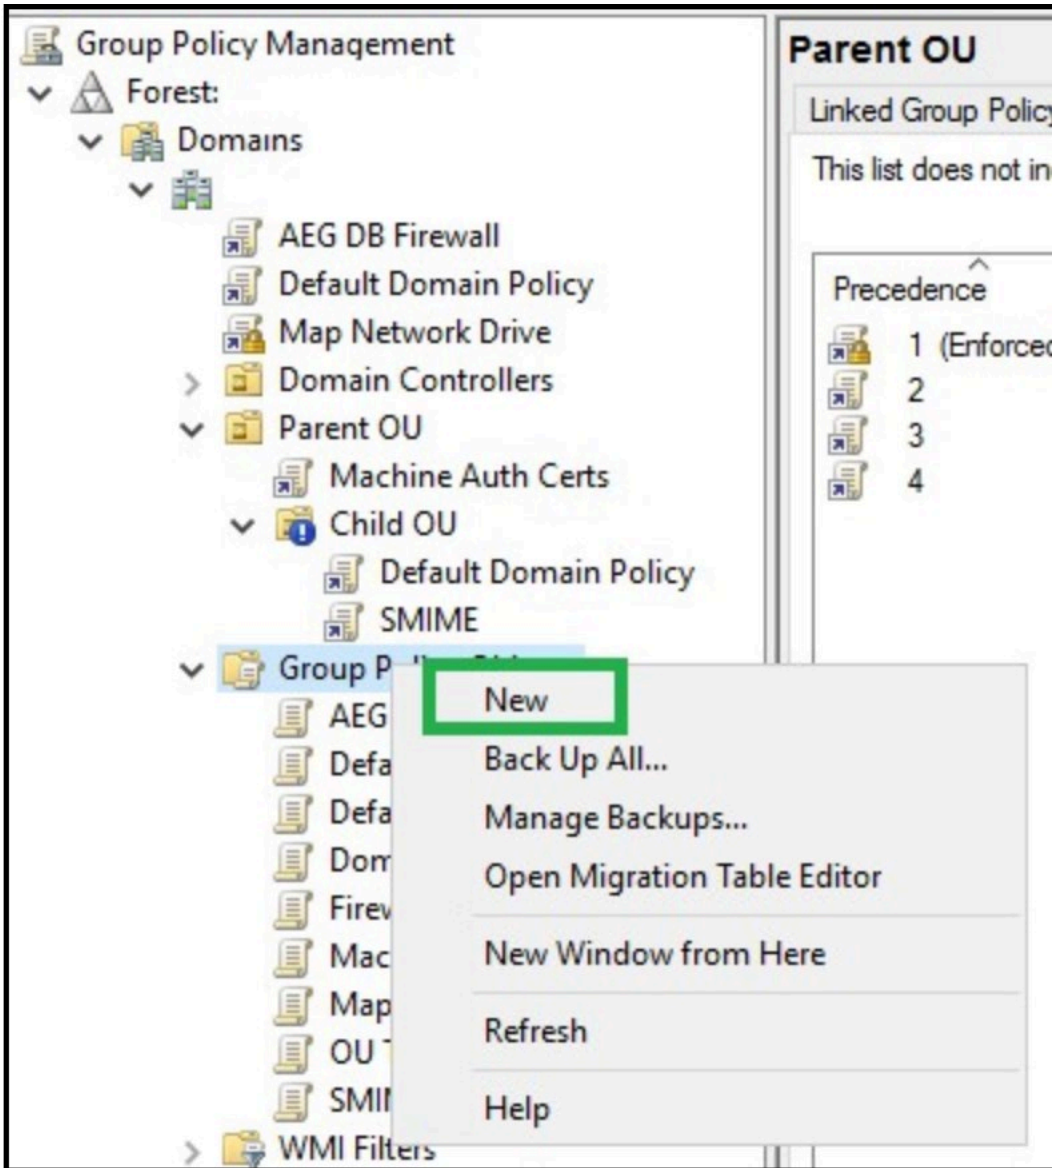 Group Policy Management
Forest:
Domains
AEG DB Firewall
Default Domain Policy
Map Network Drive
Domain Controllers
Parent OU
Machine Auth Certs
Child OU
Default Domain Policy
SMIME
Group P
AEG
Defa
Defa
Dom
Firew
Mac
Map
OU T
SMI
WMI Filters
New
Back Up All...
Manage Backups...
Open Migration Table Editor
New Window from Here
Refresh
Help
Parent OU
Linked Group Policy
This list does not in
Precedence
1 (Enforced
2
3
4